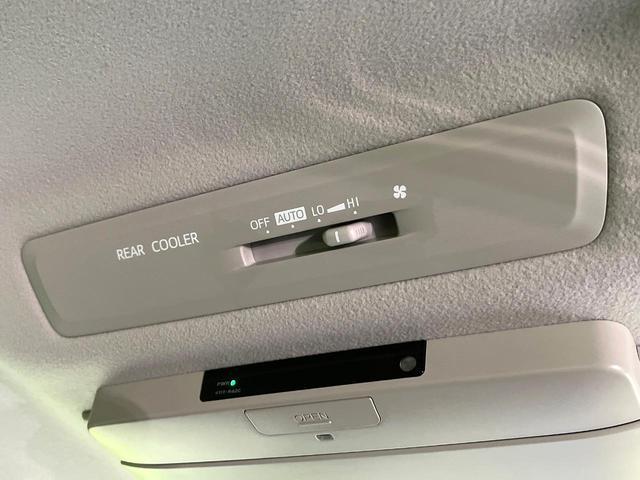 OFF AUTO LO HI
REAR COOLER
PWR
OPEN